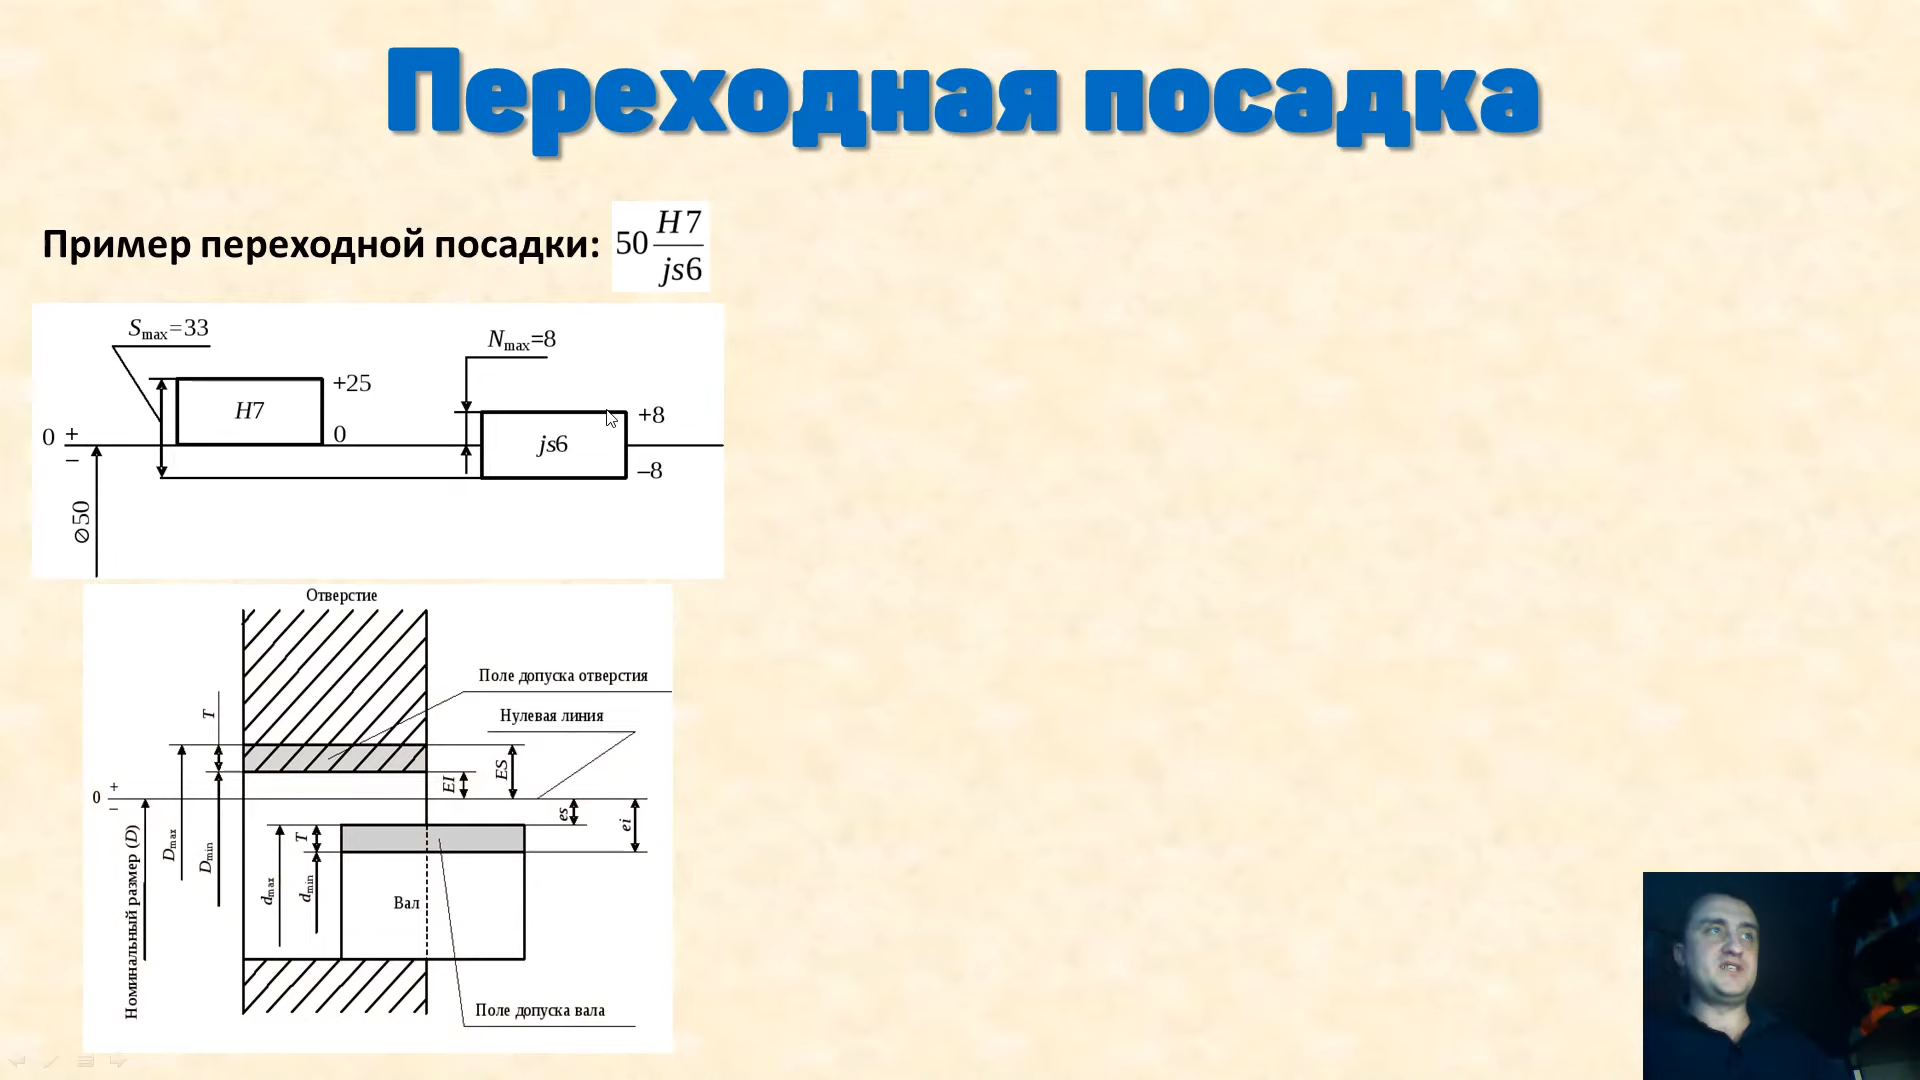 Переходная посадка
Пример переходной посадки: 50 H7/js6
Smax=33
Nmax=8
+25
H7
+8
0
0 +
−
js6
–8
⌀50
Отверстие
Поле допуска отверстия
T
Нулевая линия
ES
EI
0 +
−
es
ei
Dmax
Dmin
T
dmax
dmin
Вал
Номинальный размер (D)
Поле допуска вала